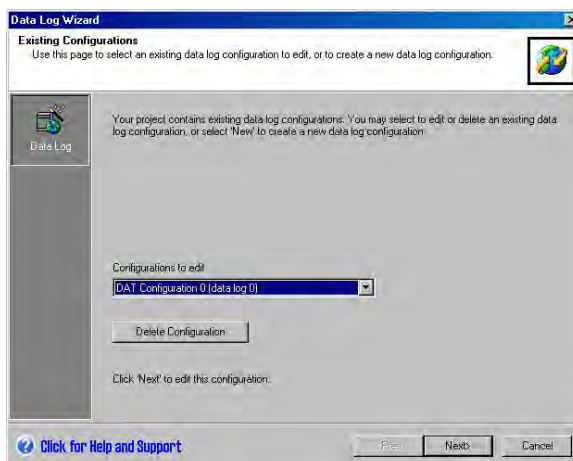 Data Log Wizard
Existing Configurations
Use this page to select an existing data log configuration to edit, or to create a new data log configuration.
Data Log
Your project contains existing data log configurations. You may select to edit or delete an existing data
log configuration, or select 'New' to create a new data log configuration
Configurations to edit
DAT Configuration 0 (data log 0)
Delete Configuration
Click 'Next' to edit this configuration.
Click for Help and Support
<Prev
Next>
Cancel